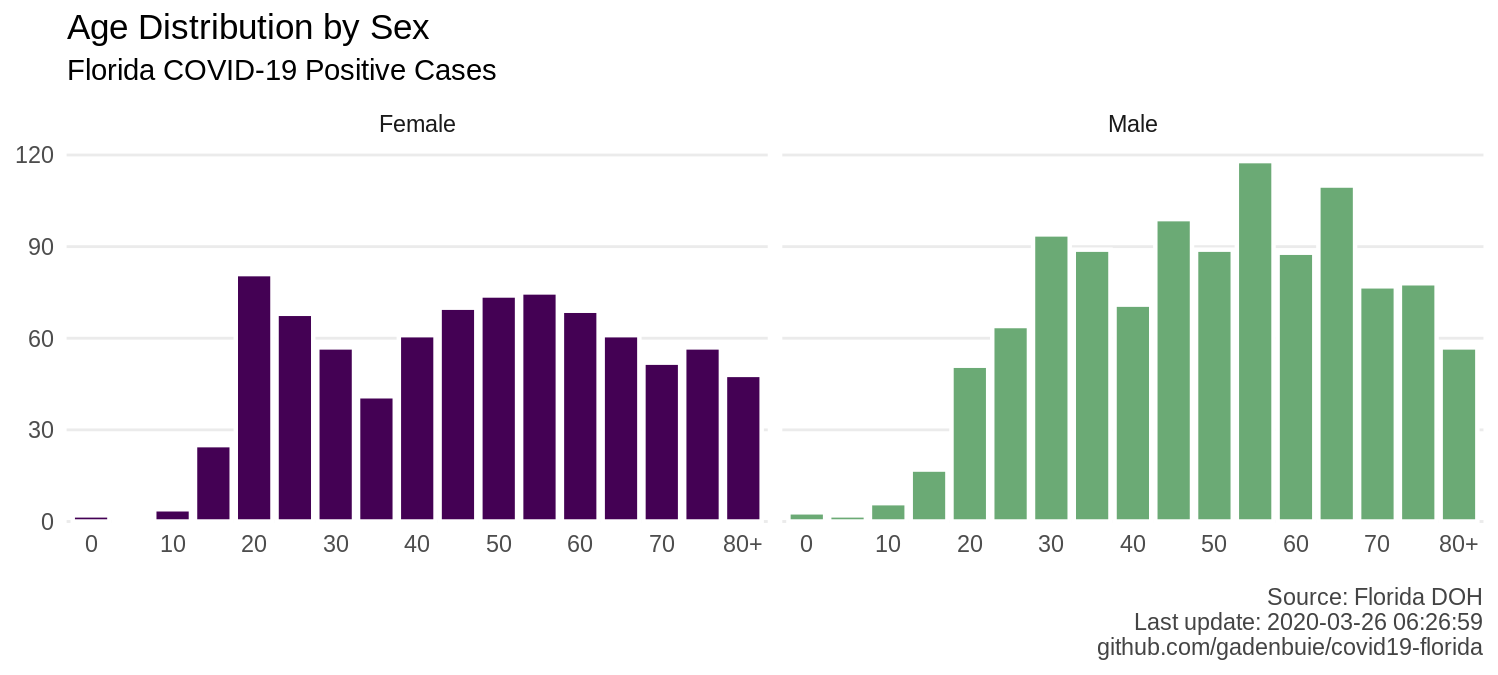 Age Distribution by Sex
Florida COVID-19 Positive Cases
Female
Male
120
90
60
30
0
0 10 20 30 40 50 60 70 80+
0 10 20 30 40 50 60 70 80+
Source: Florida DOH
Last update: 2020-03-26 06:26:59
github.com/gadenbuie/covid19-florida